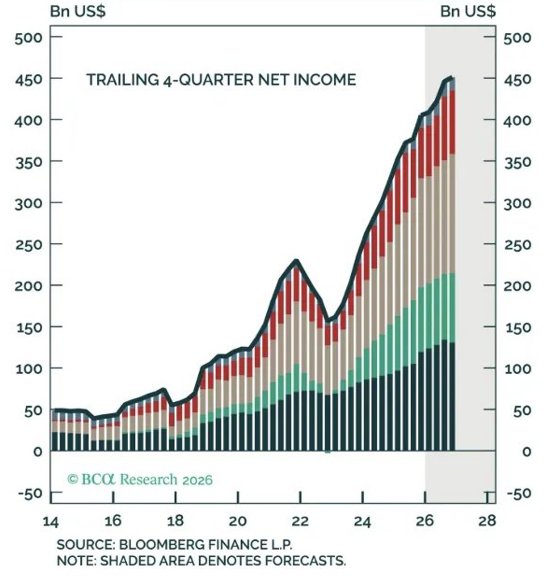 Bn US$ Bn US$
500 500
TRAILING 4-QUARTER NET INCOME
450 450
400 400
350 350
300 300
250 250
200 200
150 150
100 100
50 50
0 0
© BCα Research 2026
-50 -50
14 16 18 20 22 24 26 28
SOURCE: BLOOMBERG FINANCE L.P.
NOTE: SHADED AREA DENOTES FORECASTS.